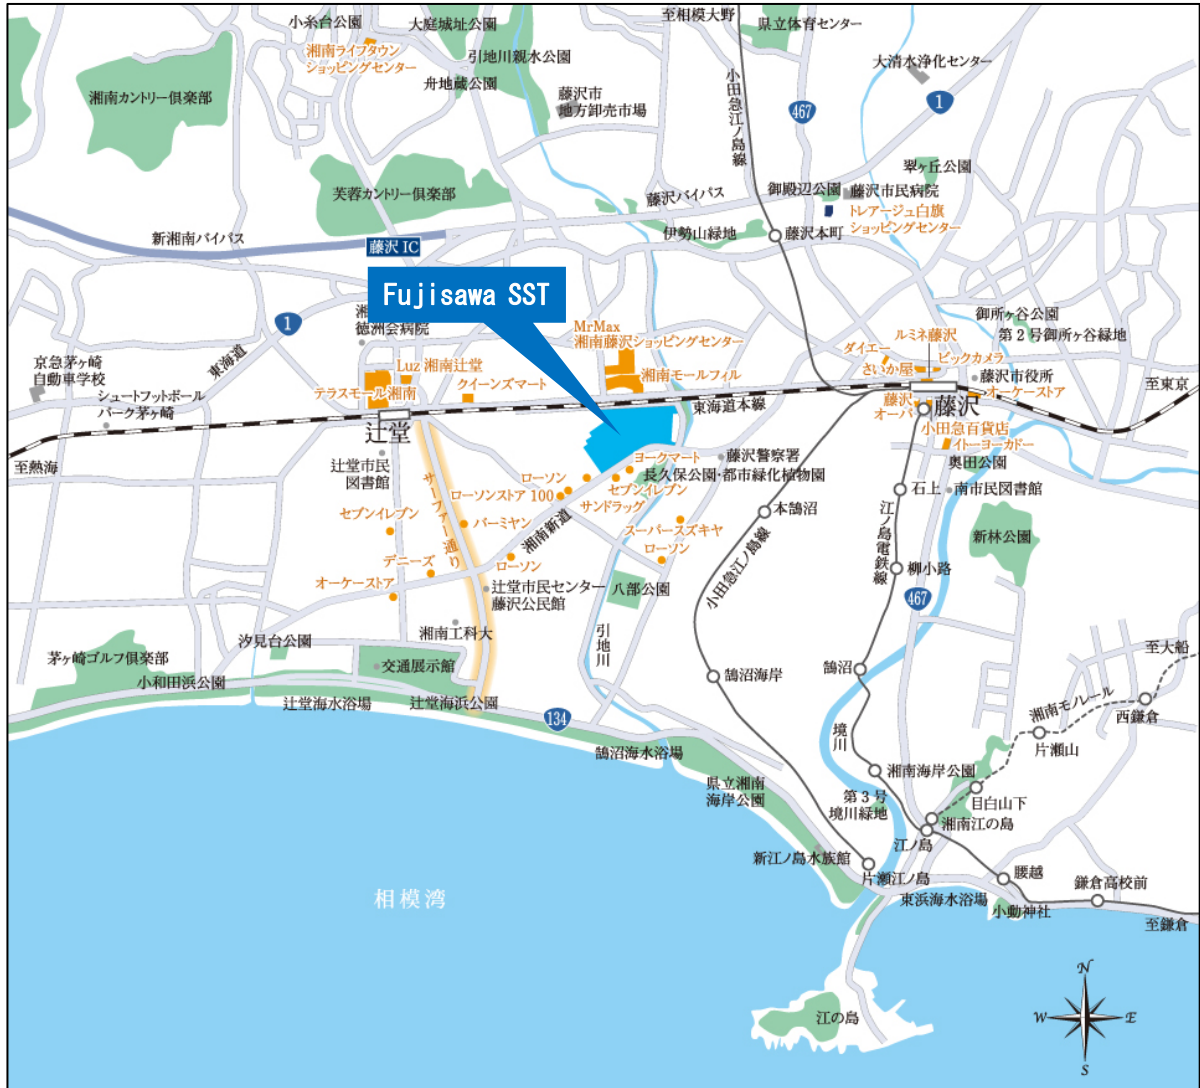 小糸台公園
大庭城址公園
至相模大野
県立体育センター
湘南ライフタウン
ショッピングセンター
引地川親水公園
舟地蔵公園
大清水浄化センター
湘南カントリー倶楽部
藤沢市
地方卸売市場
小田急江ノ島線
467
1
翠ヶ丘公園
芙蓉カントリー倶楽部
藤沢バイパス
御殿辺公園
藤沢市民病院
トレアージュ白旗
ショッピングセンター
新湘南バイパス
藤沢 IC
伊勢山緑地
藤沢本町
Fujisawa SST
湘
徳洲会病院
1
東海道
MrMax
湘南藤沢ショッピングセンター
御所ヶ谷公園
第2号御所ヶ谷緑地
ルミネ藤沢
ダイエー
さいか屋
ビックカメラ
京急茅ヶ崎
自動車学校
Luz 湘南辻堂
クイーンズマート
湘南モールフィル
藤沢市役所
オーケーストア
至東京
シュートフットボール
パーク茅ヶ崎
テラスモール湘南
東海道本線
藤沢
オーパ
藤沢
辻堂
小田急百貨店
イトーヨーカドー
奥田公園
至熱海
辻堂市民
図書館
ヨークマート
藤沢警察署
長久保公園・都市緑化植物園
ローソン
ローソンストア 100
セブンイレブン
サンドラッグ
石上
南市民図書館
サーファー通り
セブンイレブン
バーミヤン
湘南新道
スーパースズキヤ
ローソン
本鵠沼
小田急江ノ島線
江ノ島電鉄線
新林公園
デニーズ
ローソン
オーケーストア
柳小路
467
辻堂市民センター
藤沢公民館
八部公園
引地川
湘南工科大
汐見台公園
茅ヶ崎ゴルフ倶楽部
小和田浜公園
交通展示館
至大船
鵠沼海岸
鵠沼
辻堂海水浴場
辻堂海浜公園
134
湘南モノレール
西鎌倉
片瀬山
境川
鵠沼海水浴場
県立湘南
海岸公園
湘南海岸公園
第3号
境川緑地
目白山下
湘南江の島
江ノ島
新江ノ島水族館
片瀬江ノ島
腰越
鎌倉高校前
東浜海水浴場
小動神社
至鎌倉
相模湾
江の島
N
W
E
S